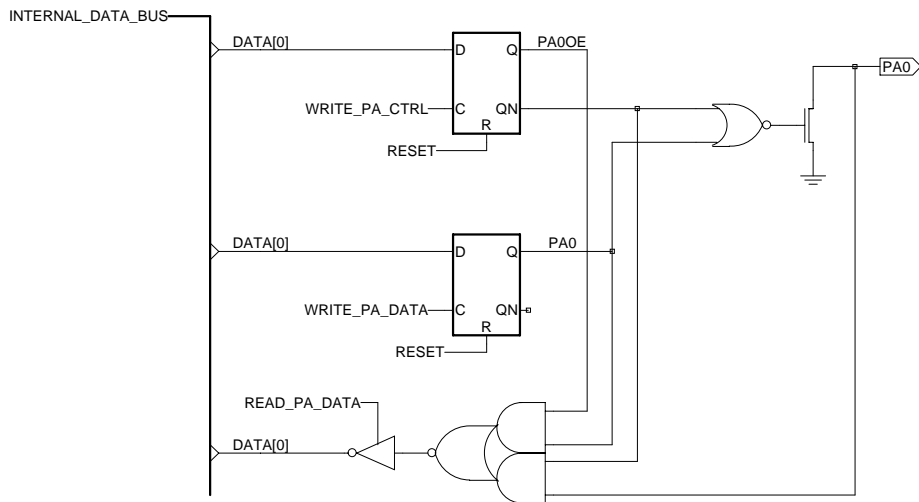 INTERNAL_DATA_BUS
DATA[0]
D
Q
PA0OE
PA0
WRITE_PA_CTRL
C
QN
R
RESET
DATA[0]
D
Q
PA0
WRITE_PA_DATA
C
QN
R
RESET
READ_PA_DATA
DATA[0]